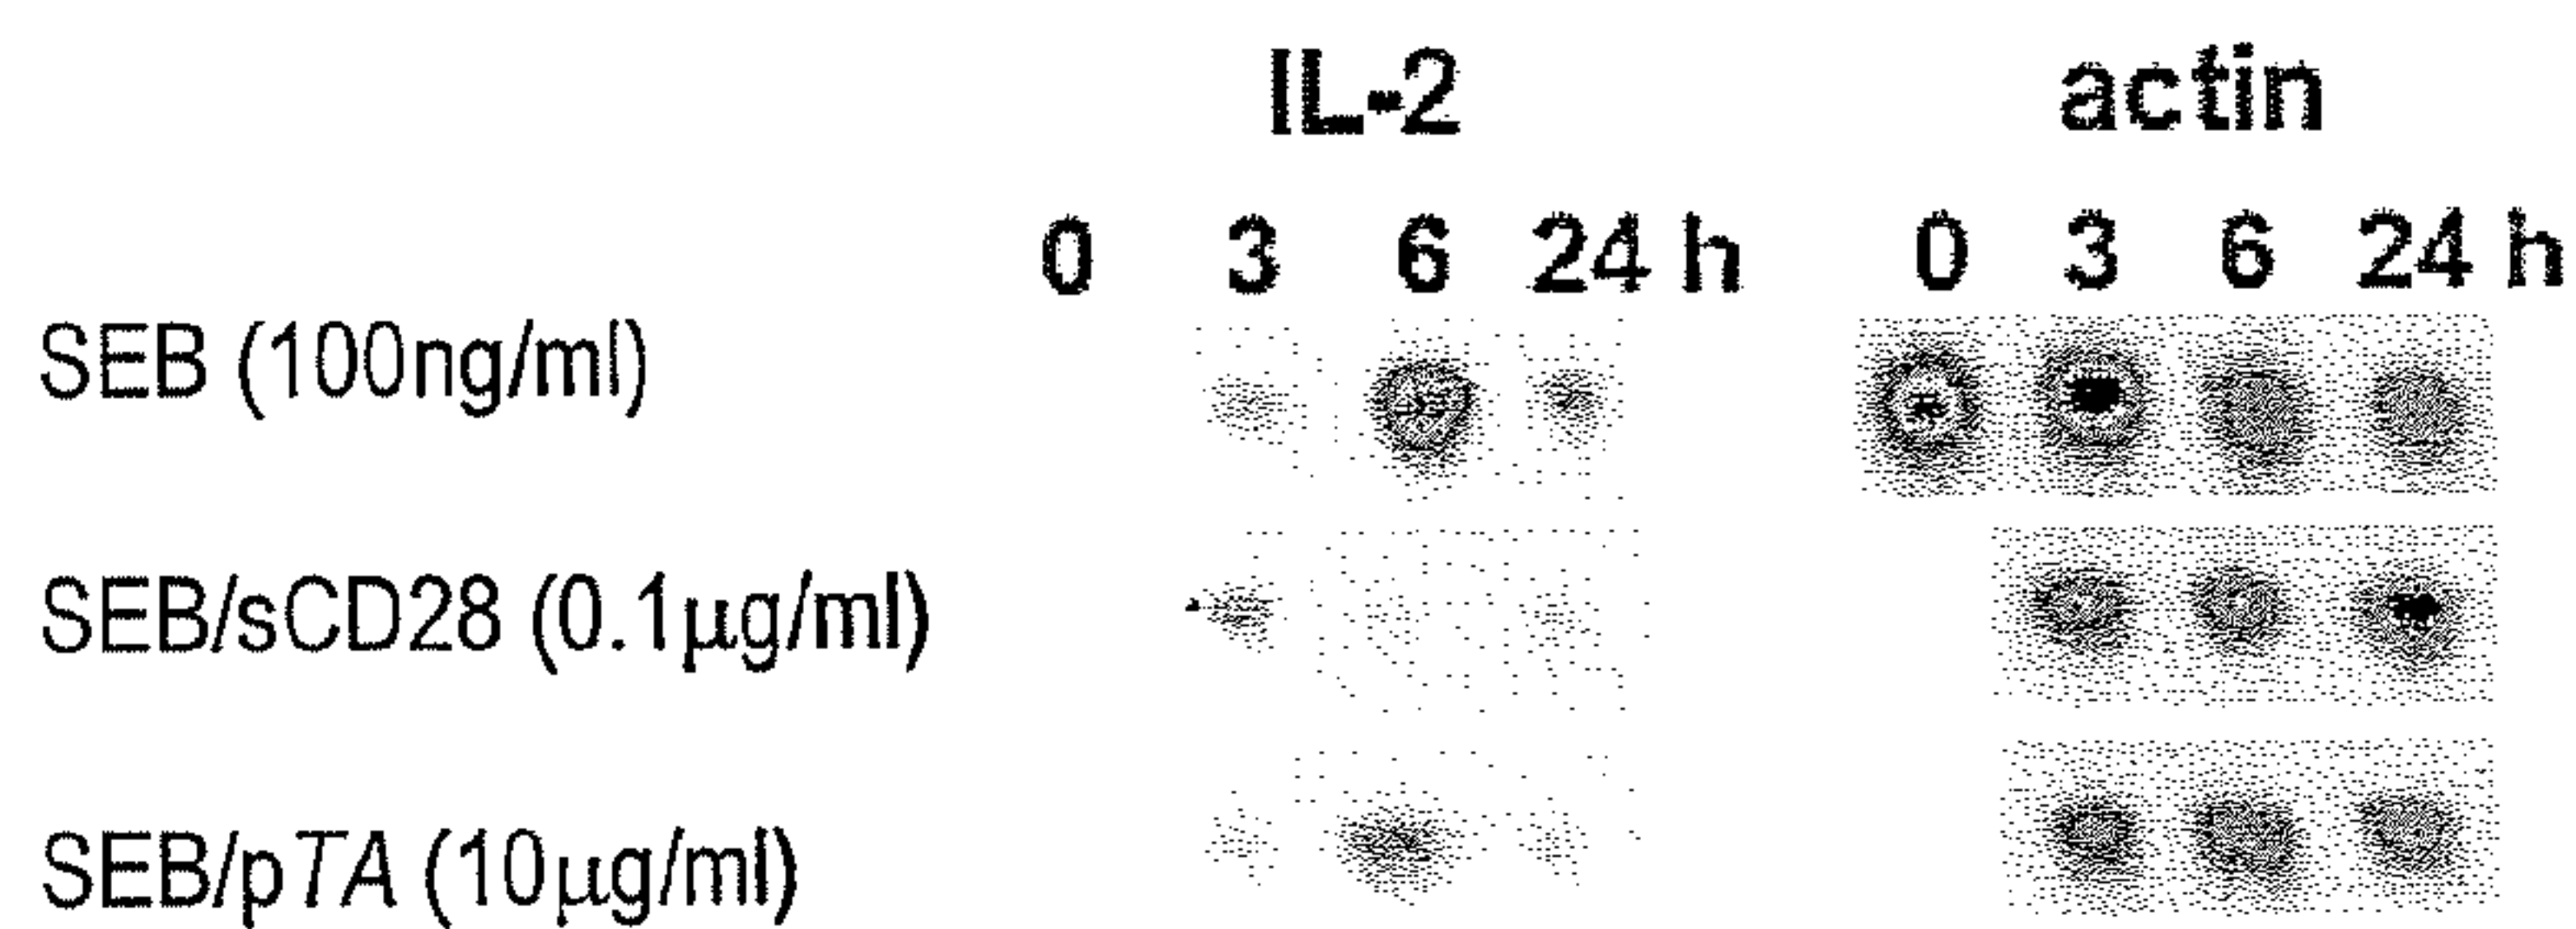 IL-2 actin
0 3 6 24 h 0 3 6 24 h
SEB (100ng/ml)
SEB/sCD28 (0.1μg/ml)
SEB/pTA (10μg/ml)